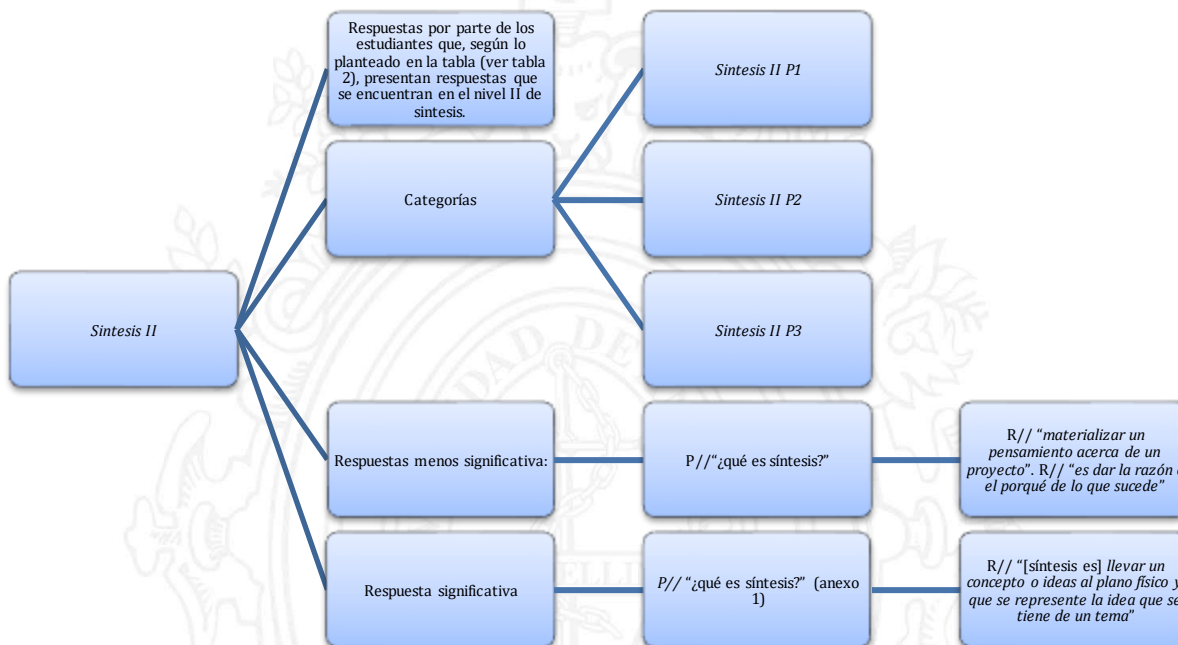 Respuestas por parte de los
estudiantes que, según lo
planteado en la tabla (ver tabla
2), presentan respuestas que
se encuentran en el nivel II de
sintesis.
Sintesis II P1
Categorías
Sintesis II P2
Sintesis II P3
Sintesis II
Respuestas menos significativa:
P//“¿qué es síntesis?”
R// “materializar un
pensamiento acerca de un
proyecto”. R// “es dar la razón
el porqué de lo que sucede”
Respuesta significativa
P// “¿qué es síntesis?” (anexo
1)
R// “[síntesis es] llevar un
concepto o ideas al plano físico y
que se represente la idea que se
tiene de un tema”